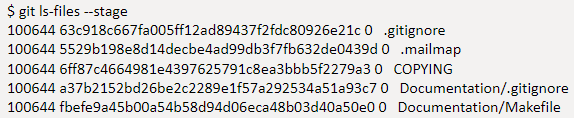 $ git ls-files --stage
100644 63c918c667fa005ff12ad89437f2fdc80926e21c 0 .gitignore
100644 5529b198e8d14decbe4ad99db3f7fb632de0439d 0 .mailmap
100644 6ff87c4664981e4397625791c8ea3bbb5f2279a3 0 COPYING
100644 a37b2152bd26be2c2289e1f57a292534a51a93c7 0 Documentation/.gitignore
100644 fbefe9a45b00a54b58d94d06eca48b03d40a50e0 0 Documentation/Makefile